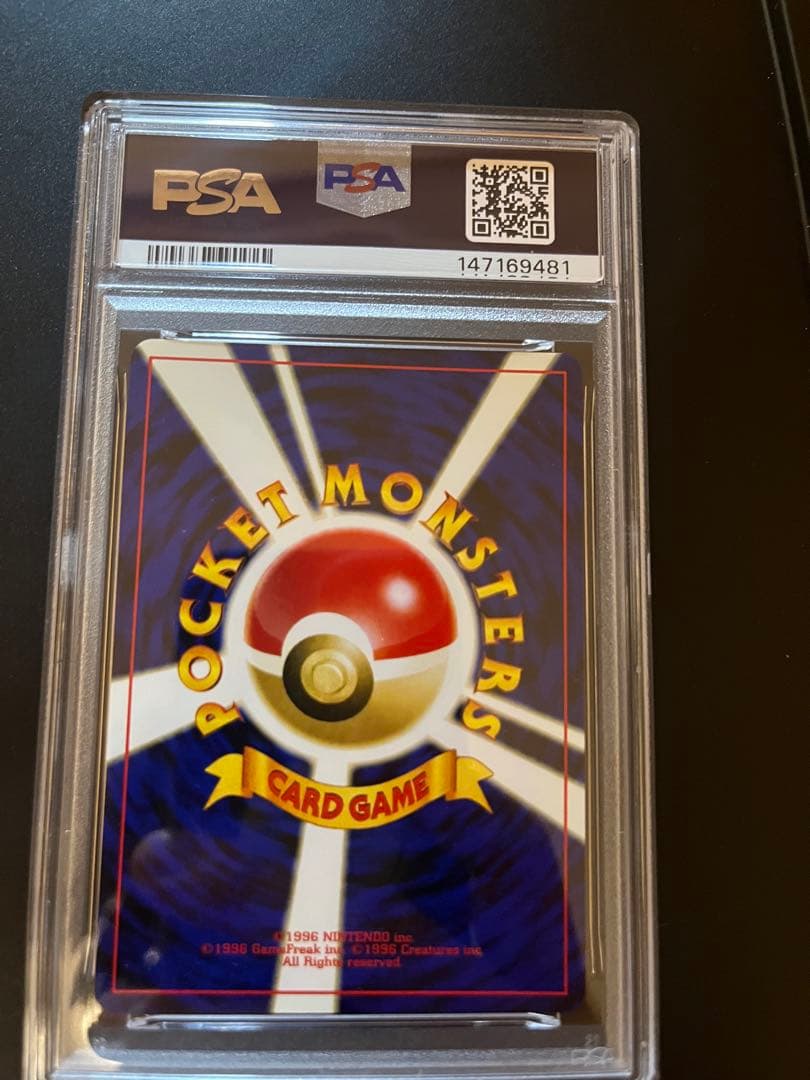 PSA
PSA
147169481
POCKET MONSTERS
CARD GAME
©1996 NINTENDO inc.
©1996 GameFreak inc. ©1996 Creatures inc.
All Rights reserved.
PSA